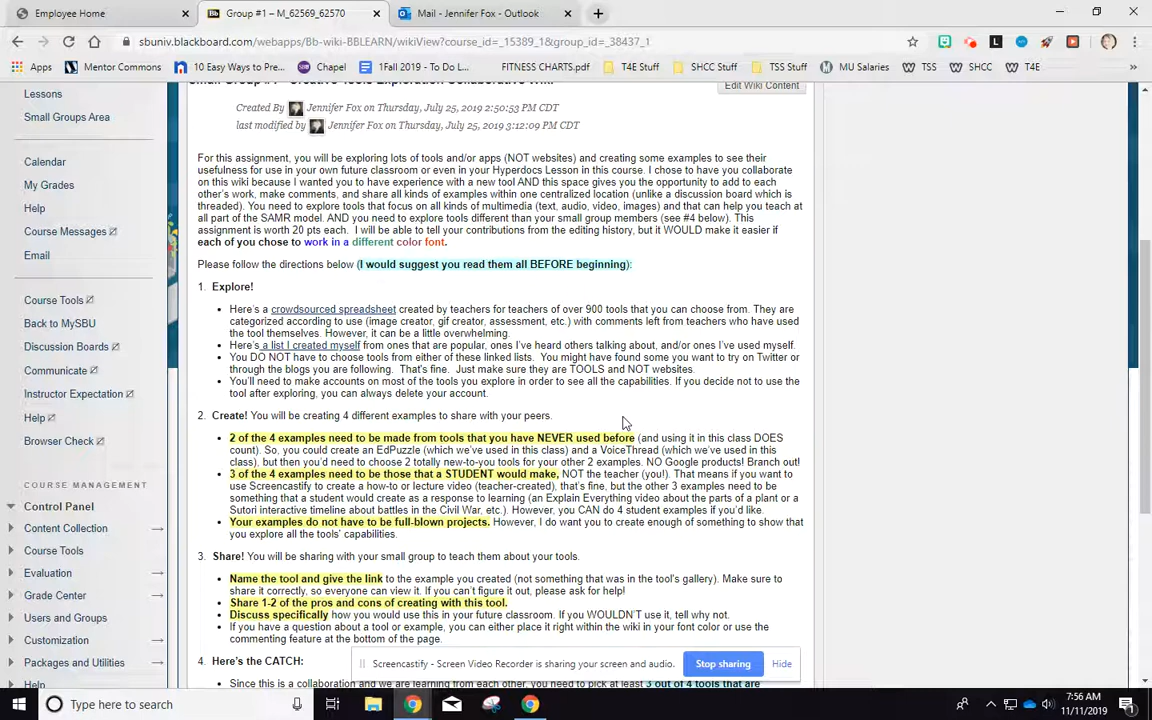 Employee Home
Group #1 – M_62569_62570
Mail - Jennifer Fox - Outlook
sbuniv.blackboard.com/webapps/Bb-wiki-BBLEARN/wikiView?course_id=_15389_1&group_id=_38437_1
Apps
Mentor Commons
10 Easy Ways to Pre...
Chapel
1Fall 2019 - To Do L...
FITNESS CHARTS.pdf
T4E Stuff
SHCC Stuff
TSS Stuff
MU Salaries
TSS
SHCC
T4E
Edit Wiki Content
Created By Jennifer Fox on Thursday, July 25, 2019 2:50:53 PM CDT
last modified by Jennifer Fox on Thursday, July 25, 2019 3:12:09 PM CDT
Lessons
Small Groups Area
Calendar
My Grades
Help
Course Messages
Email
Course Tools
Back to MySBU
Discussion Boards
Communicate
Instructor Expectation
Help
Browser Check
COURSE MANAGEMENT
Control Panel
Content Collection
Course Tools
Evaluation
Grade Center
Users and Groups
Customization
Packages and Utilities
Help
For this assignment, you will be exploring lots of tools and/or apps (NOT websites) and creating some examples to see their
usefulness for use in your own future classroom or even in your Hyperdocs Lesson in this course. I chose to have you collaborate
on this wiki because I wanted you to have experience with a new tool AND this space gives you the opportunity to add to each
other's work, make comments, and share all kinds of examples within one centralized location (unlike a discussion board which is
threaded). You need to explore tools that focus on all kinds of multimedia (text, audio, video, images) and that can help you teach at
all part of the SAMR model. AND you need to explore tools different than your small group members (see #4 below). This
assignment is worth 20 pts each. I will be able to tell your contributions from the editing history, but it WOULD make it easier if
each of you chose to work in a different color font.
Please follow the directions below (I would suggest you read them all BEFORE beginning):
1. Explore!
• Here's a crowdsourced spreadsheet created by teachers for teachers of over 900 tools that you can choose from. They are
categorized according to use (image creator, gif creator, assessment, etc.) with comments left from teachers who have used
the tool themselves. However, it can be a little overwhelming.
• Here's a list I created myself from ones that are popular, ones I've heard others talking about, and/or ones I've used myself.
• You DO NOT have to choose tools from either of these linked lists. You might have found some you want to try on Twitter or
through the blogs you are following. That's fine. Just make sure they are TOOLS and NOT websites.
• You'll need to make accounts on most of the tools you explore in order to see all the capabilities. If you decide not to use the
tool after exploring, you can always delete your account.
2. Create! You will be creating 4 different examples to share with your peers.
• 2 of the 4 examples need to be made from tools that you have NEVER used before (and using it in this class DOES
count). So, you could create an EdPuzzle (which we've used in this class) and a VoiceThread (which we've used in this
class), but then you'd need to choose 2 totally new-to-you tools for your other 2 examples. NO Google products! Branch out!
• 3 of the 4 examples need to be those that a STUDENT would make, NOT the teacher (you!). That means if you want to
use Screencastify to create a how-to or lecture video (teacher-created), that's fine, but the other 3 examples need to be
something that a student would create as a response to learning (an Explain Everything video about the parts of a plant or a
Sutori interactive timeline about battles in the Civil War, etc.). However, you CAN do 4 student examples if you'd like.
• Your examples do not have to be full-blown projects. However, I do want you to create enough of something to show that
you explore all the tools' capabilities.
3. Share! You will be sharing with your small group to teach them about your tools.
• Name the tool and give the link to the example you created (not something that was in the tool's gallery). Make sure to
share it correctly, so everyone can view it. If you can't figure it out, please ask for help!
• Share 1-2 of the pros and cons of creating with this tool.
• Discuss specifically how you would use this in your future classroom. If you WOULDN'T use it, tell why not.
• If you have a question about a tool or example, you can either place it right within the wiki in your font color or use the
commenting feature at the bottom of the page.
4. Here's the CATCH:
• Since this is a collaboration and we are learning from each other, you need to pick at least 3 out of 4 tools that are
Screencastify - Screen Video Recorder is sharing your screen and audio.
Stop sharing
Hide
Type here to search
7:56 AM
11/11/2019